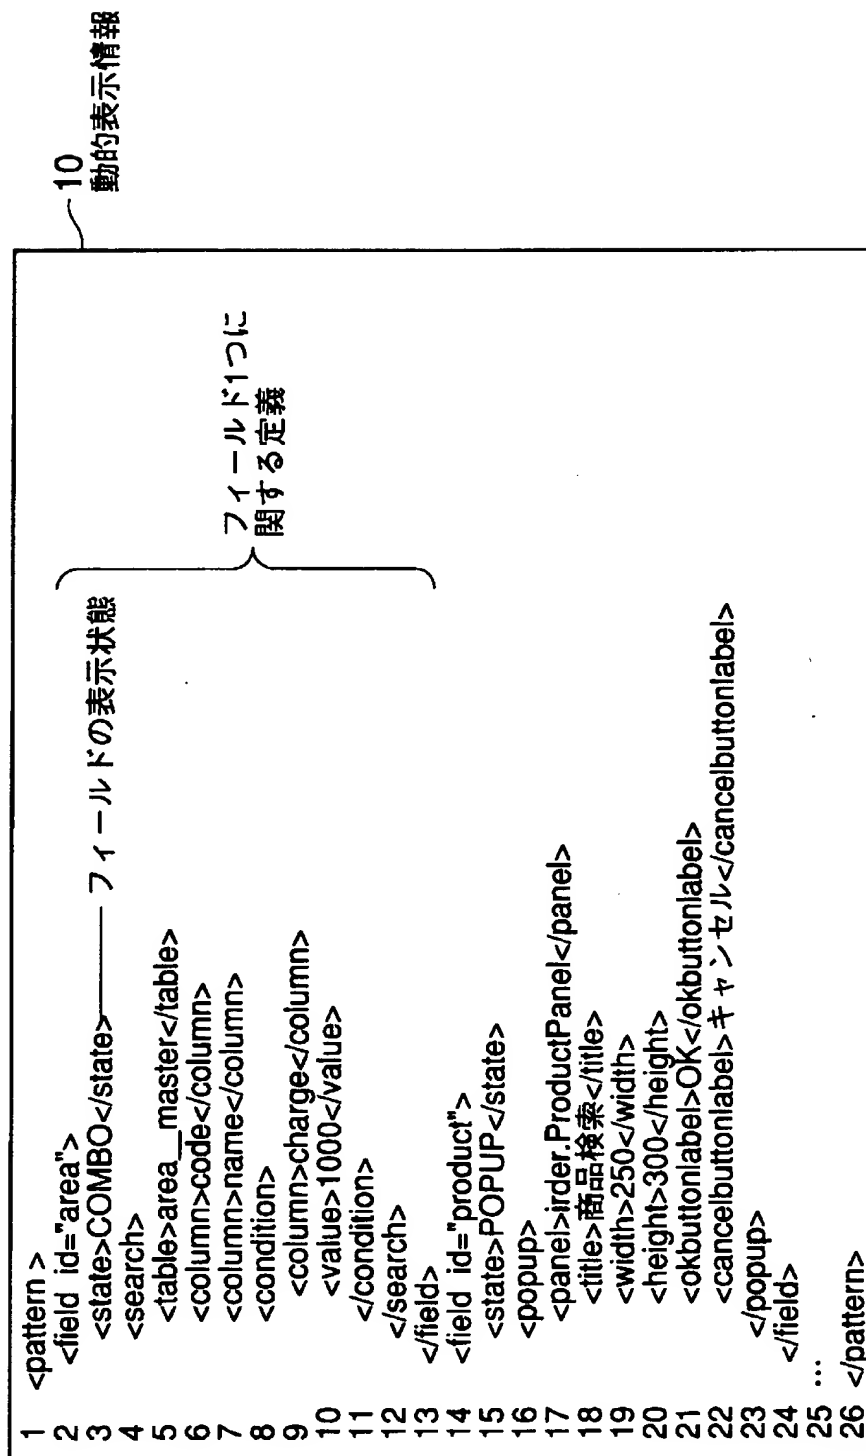 10
動的表示情報
1 <pattern >
2 <field id="area">
3 <state>COMBO</state> フィールドの表示状態
4 <search>
5 <table>area__master</table>
6 <column>code</column>
7 <column>name</column>
8 <condition>
9 <column>charge</column>
10 <value>1000</value>
11 </condition>
12 </search>
13 </field>
フィールド1つに
関する定義
14 <field id="product">
15 <state>POPUP</state>
16 <popup>
17 <panel>irder.ProductPanel</panel>
18 <title>商品検索</title>
19 <width>250</width>
20 <height>300</height>
21 <okbuttonlabel>OK</okbuttonlabel>
22 <cancelbuttonlabel>キャンセル</cancelbuttonlabel>
23 </popup>
24 </field>
25 ...
26 </pattern>